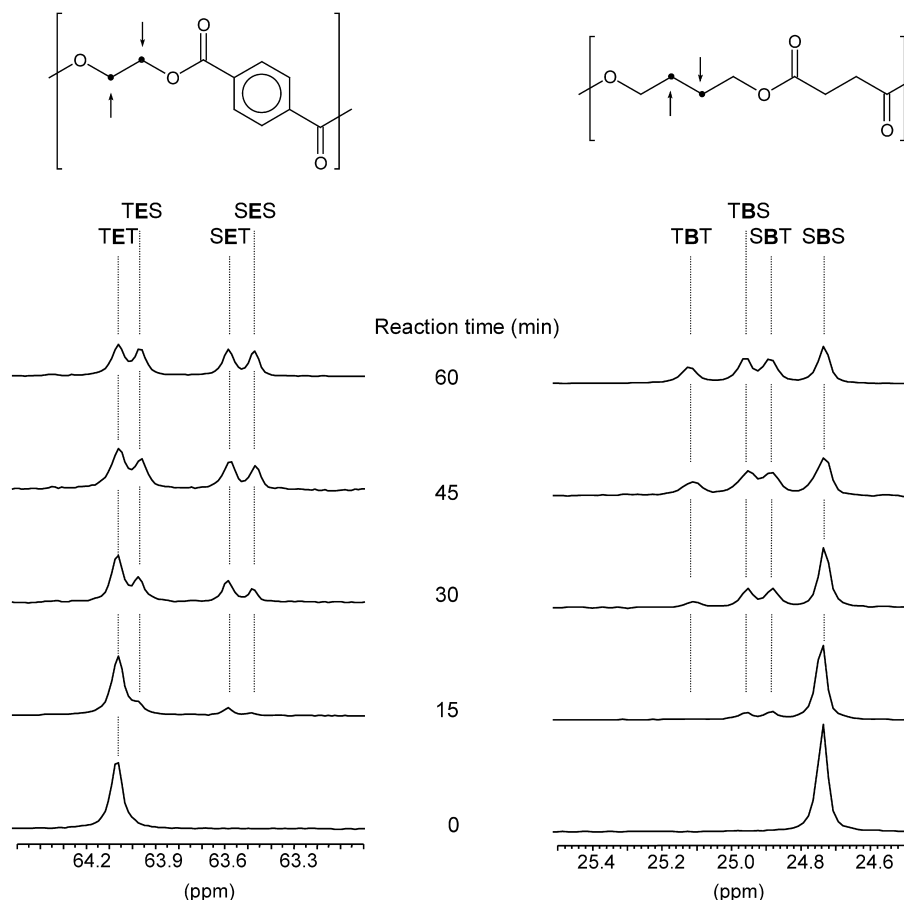 O
O
O
O
O
O
O
O
TES
SES
TBS
TET
SET
TBT
SBT
SBS
Reaction time (min)
60
45
30
15
0
64.2
63.9
63.6
63.3
25.4
25.2
25.0
24.8
24.6
(ppm)
(ppm)